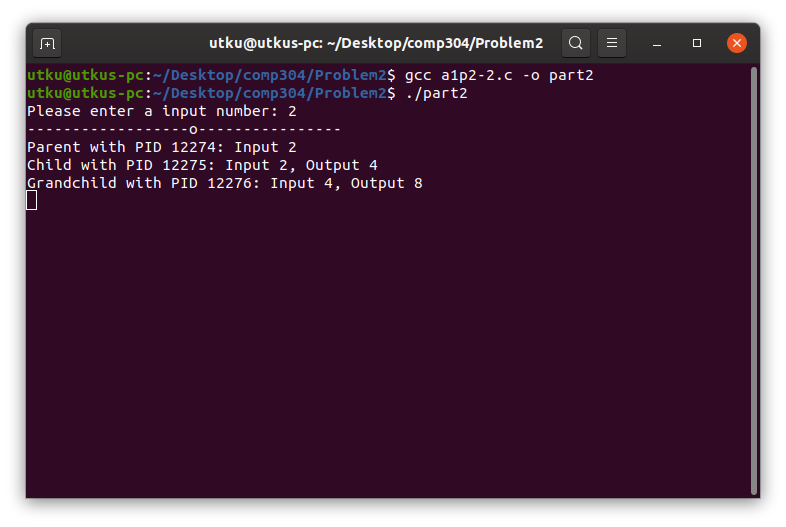 utku@utkus-pc: ~/Desktop/comp304/Problem2
utku@utkus-pc:~/Desktop/comp304/Problem2$ gcc a1p2-2.c -o part2
utku@utkus-pc:~/Desktop/comp304/Problem2$ ./part2
Please enter a input number: 2
------------------o----------------
Parent with PID 12274: Input 2
Child with PID 12275: Input 2, Output 4
Grandchild with PID 12276: Input 4, Output 8